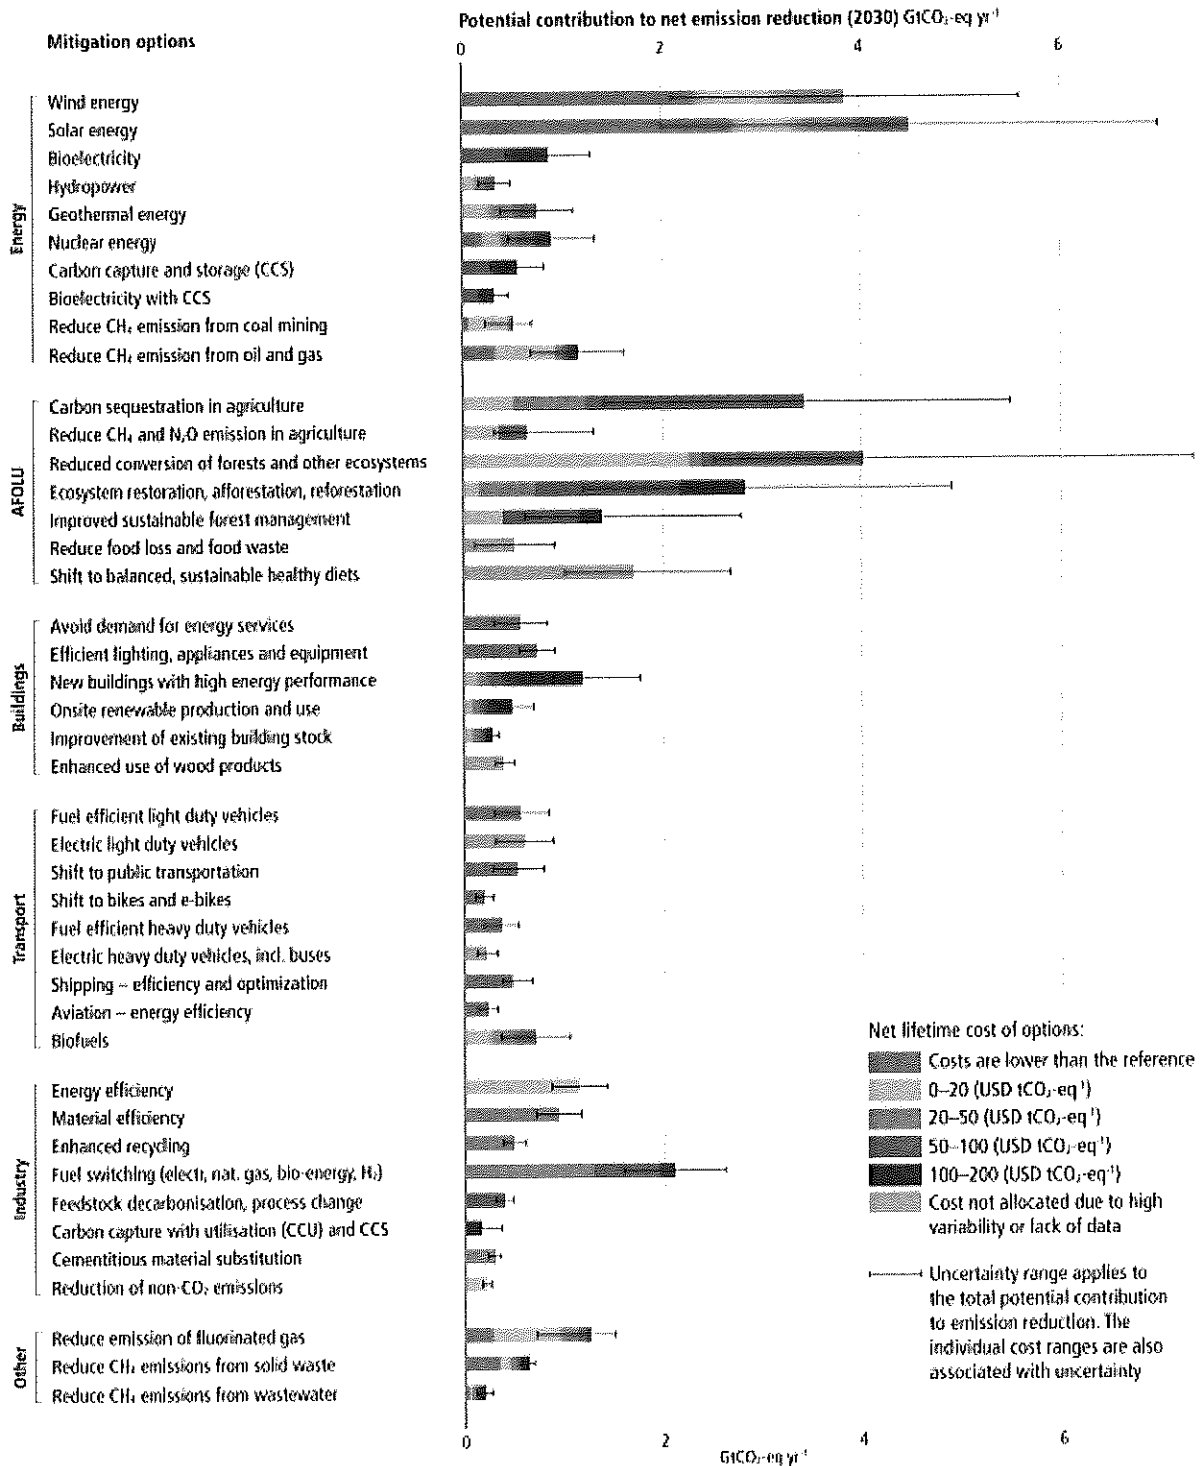 Potential contribution to net emission reduction (2030) GtCO₂-eq yr⁻¹
Mitigation options
0 2 4 6
Energy
Wind energy
Solar energy
Bioelectricity
Hydropower
Geothermal energy
Nuclear energy
Carbon capture and storage (CCS)
Bioelectricity with CCS
Reduce CH₄ emission from coal mining
Reduce CH₄ emission from oil and gas
AFOLU
Carbon sequestration in agriculture
Reduce CH₄ and N₂O emission in agriculture
Reduced conversion of forests and other ecosystems
Ecosystem restoration, afforestation, reforestation
Improved sustainable forest management
Reduce food loss and food waste
Shift to balanced, sustainable healthy diets
Buildings
Avoid demand for energy services
Efficient lighting, appliances and equipment
New buildings with high energy performance
Onsite renewable production and use
Improvement of existing building stock
Enhanced use of wood products
Transport
Fuel efficient light duty vehicles
Electric light duty vehicles
Shift to public transportation
Shift to bikes and e-bikes
Fuel efficient heavy duty vehicles
Electric heavy duty vehicles, incl. buses
Shipping – efficiency and optimization
Aviation – energy efficiency
Biofuels
Industry
Energy efficiency
Material efficiency
Enhanced recycling
Fuel switching (electr, nat. gas, bio-energy, H₂)
Feedstock decarbonisation, process change
Carbon capture with utilisation (CCU) and CCS
Cementitious material substitution
Reduction of non-CO₂ emissions
Other
Reduce emission of fluorinated gas
Reduce CH₄ emissions from solid waste
Reduce CH₄ emissions from wastewater
0 2 4 6
GtCO₂-eq yr⁻¹
Net lifetime cost of options:
Costs are lower than the reference
0–20 (USD tCO₂-eq⁻¹)
20–50 (USD tCO₂-eq⁻¹)
50–100 (USD tCO₂-eq⁻¹)
100–200 (USD tCO₂-eq⁻¹)
Cost not allocated due to high
variability or lack of data
Uncertainty range applies to
the total potential contribution
to emission reduction. The
individual cost ranges are also
associated with uncertainty